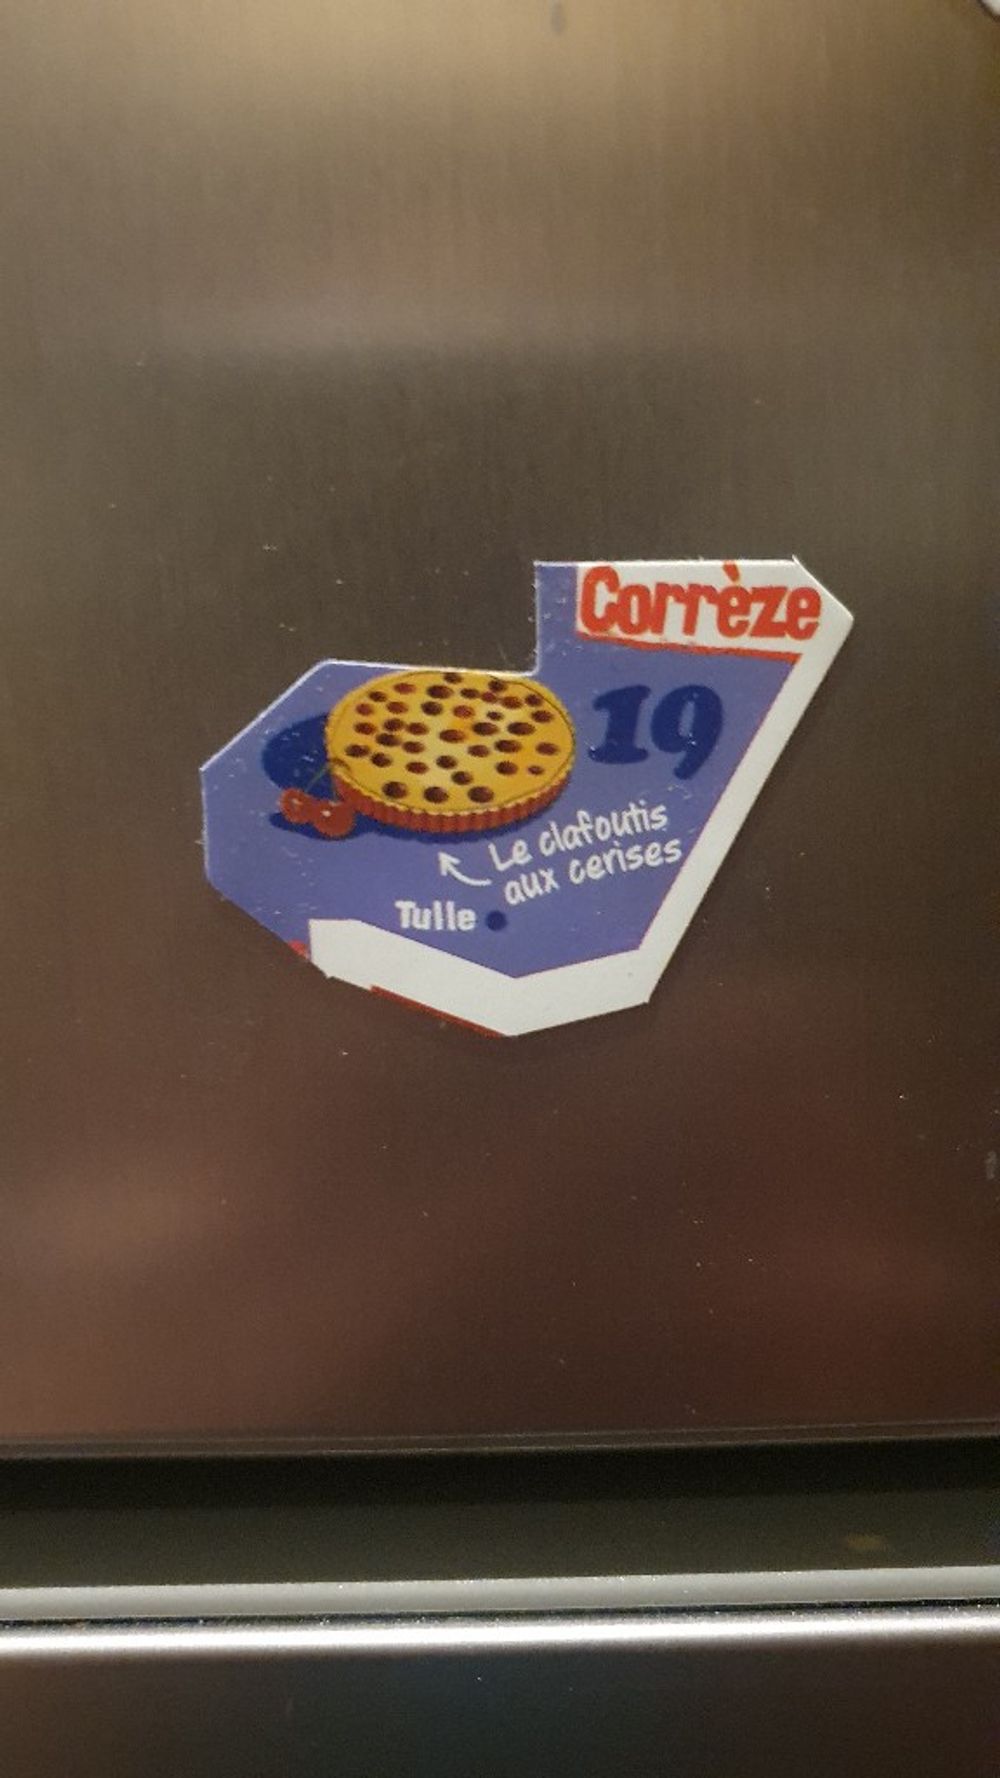 Corrèze
19
Le clafoutis
aux cerises
Tulle